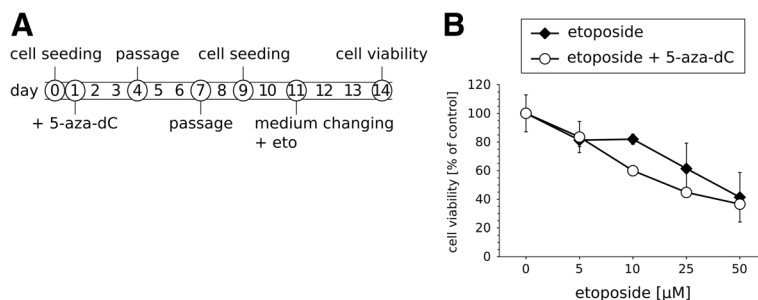 A
cell seeding passage cell seeding cell viability
day 0 1 2 3 4 5 6 7 8 9 10 11 12 13 14
+ 5-aza-dC passage medium changing
+ eto
B
etoposide
etoposide + 5-aza-dC
cell viability [% of control]
120
100
80
60
40
20
0
0 5 10 25 50
etoposide [µM]